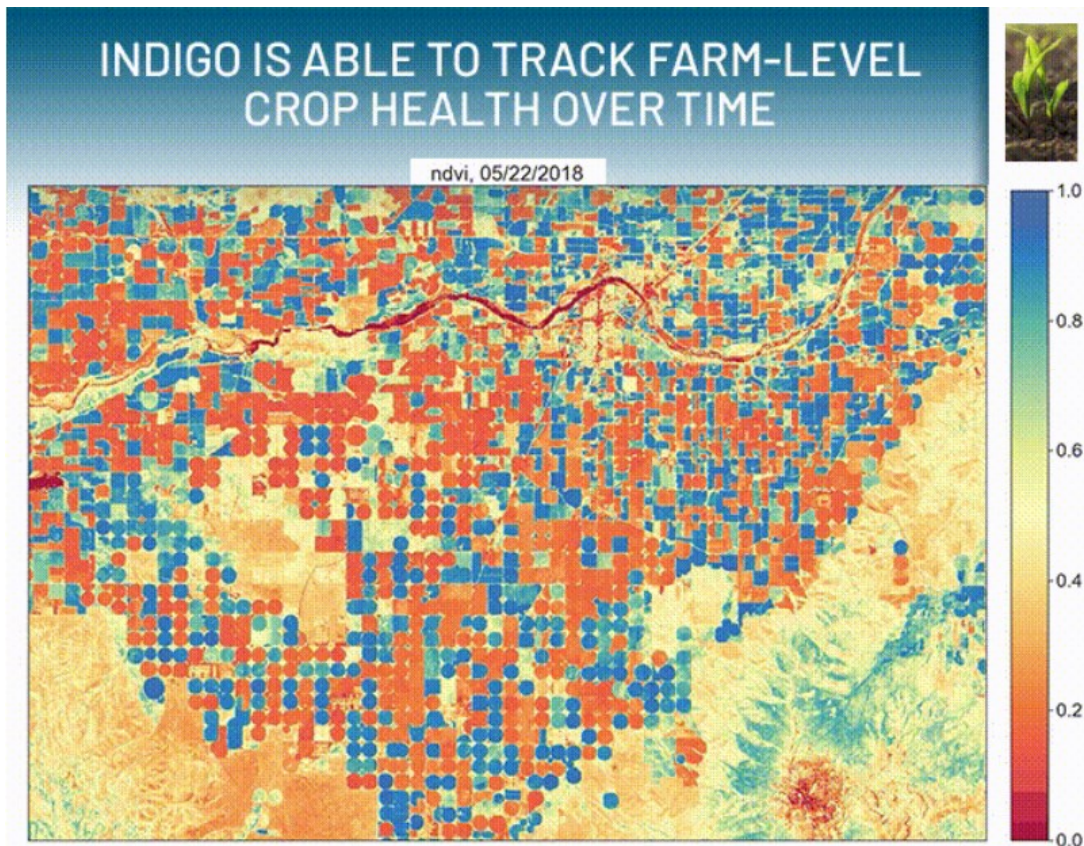 INDIGO IS ABLE TO TRACK FARM-LEVEL
CROP HEALTH OVER TIME
ndvi, 05/22/2018
1.0
0.8
0.6
0.4
0.2
0.0